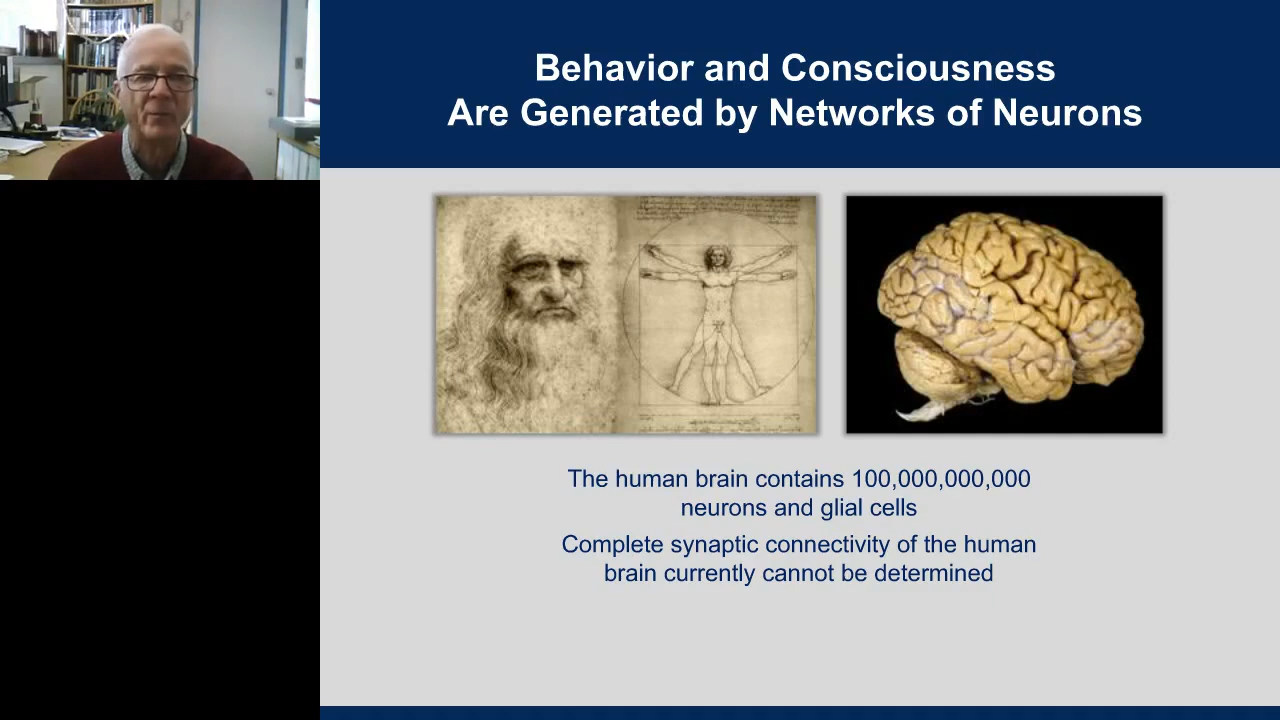 Behavior and Consciousness
Are Generated by Networks of Neurons
The human brain contains 100,000,000,000
neurons and glial cells
Complete synaptic connectivity of the human
brain currently cannot be determined